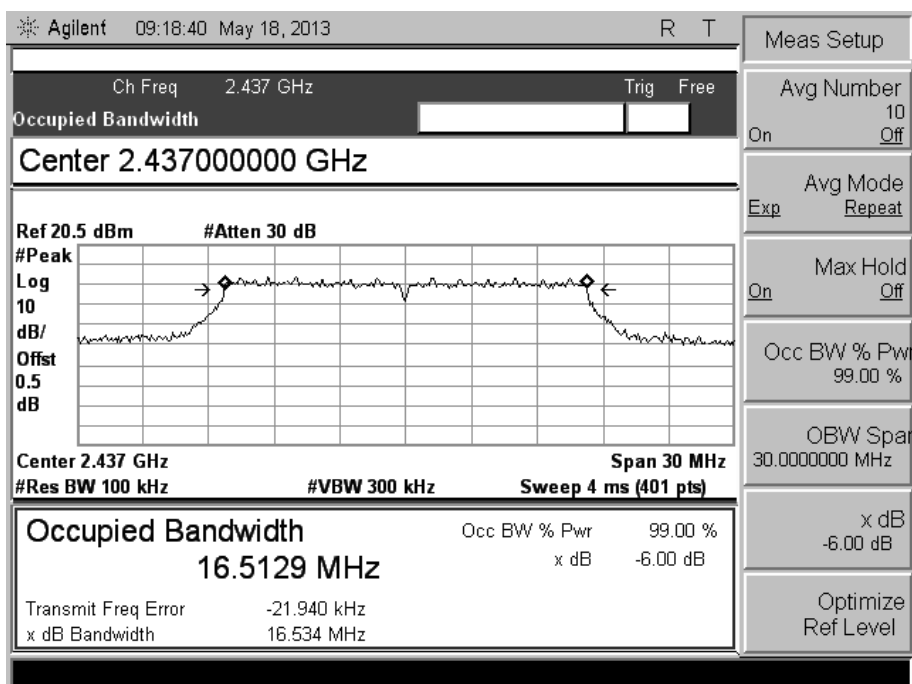 Agilent 09:18:40 May 18, 2013 R T
Ch Freq 2.437 GHz Trig Free
Occupied Bandwidth
Center 2.437000000 GHz
Ref 20.5 dBm #Atten 30 dB
#Peak
Log
10
dB/
Offst
0.5
dB
Center 2.437 GHz Span 30 MHz
#Res BW 100 kHz #VBW 300 kHz Sweep 4 ms (401 pts)
Occupied Bandwidth
16.5129 MHz
Occ BW % Pwr 99.00 %
x dB -6.00 dB
Transmit Freq Error -21.940 kHz
x dB Bandwidth 16.534 MHz
Meas Setup
Avg Number
10
On Off
Avg Mode
Exp Repeat
Max Hold
On Off
Occ BW % Pwr
99.00 %
OBW Span
30.0000000 MHz
x dB
-6.00 dB
Optimize
Ref Level